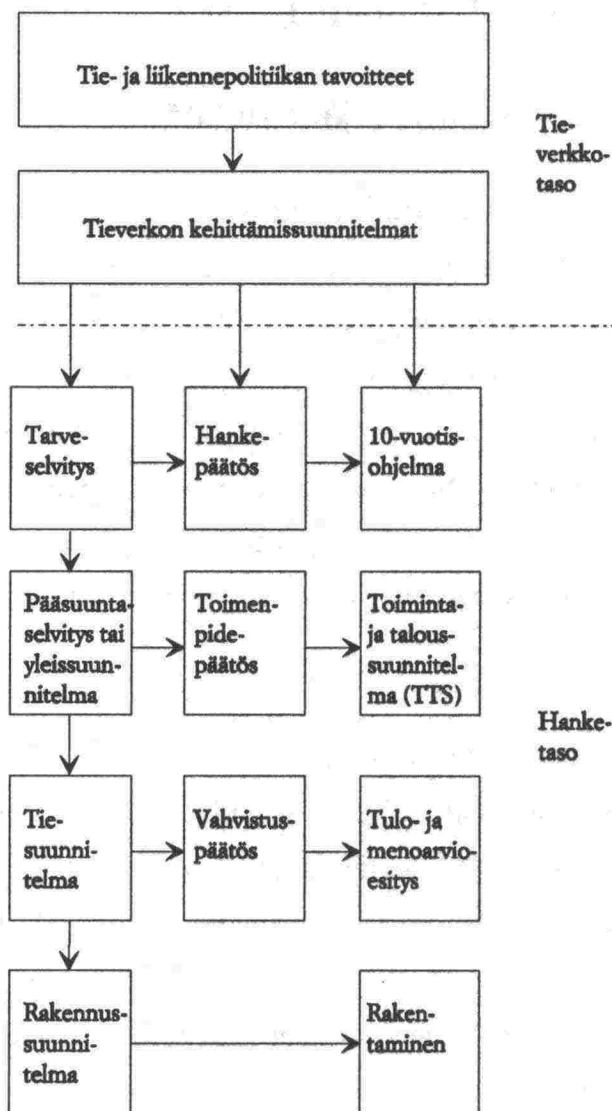 Tie- ja liikennepolitiikan tavoitteet
Tie-
verkko-
taso
Tieverkon kehittämissuunnitelmat
Tarve-
selvitys
Hanke-
päätös
10-vuotis-
ohjelma
Pääsuunta-
selvitys tai
yleissuun-
nitelma
Toimen-
pide-
päätös
Toiminta-
ja talous-
suunnitel-
ma (TTS)
Hanke-
taso
Tie-
suunni-
telma
Vahvistus-
päätös
Tulo- ja
menoarvio-
esitys
Rakennus-
suunni-
telma
Raken-
taminen